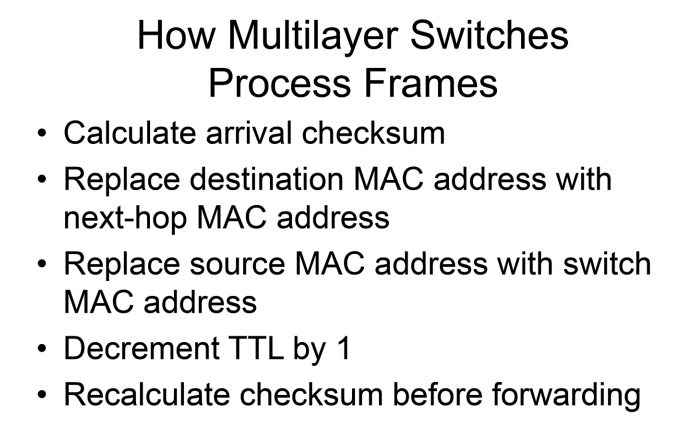 How Multilayer Switches
Process Frames
• Calculate arrival checksum
• Replace destination MAC address with
next-hop MAC address
• Replace source MAC address with switch
MAC address
• Decrement TTL by 1
• Recalculate checksum before forwarding